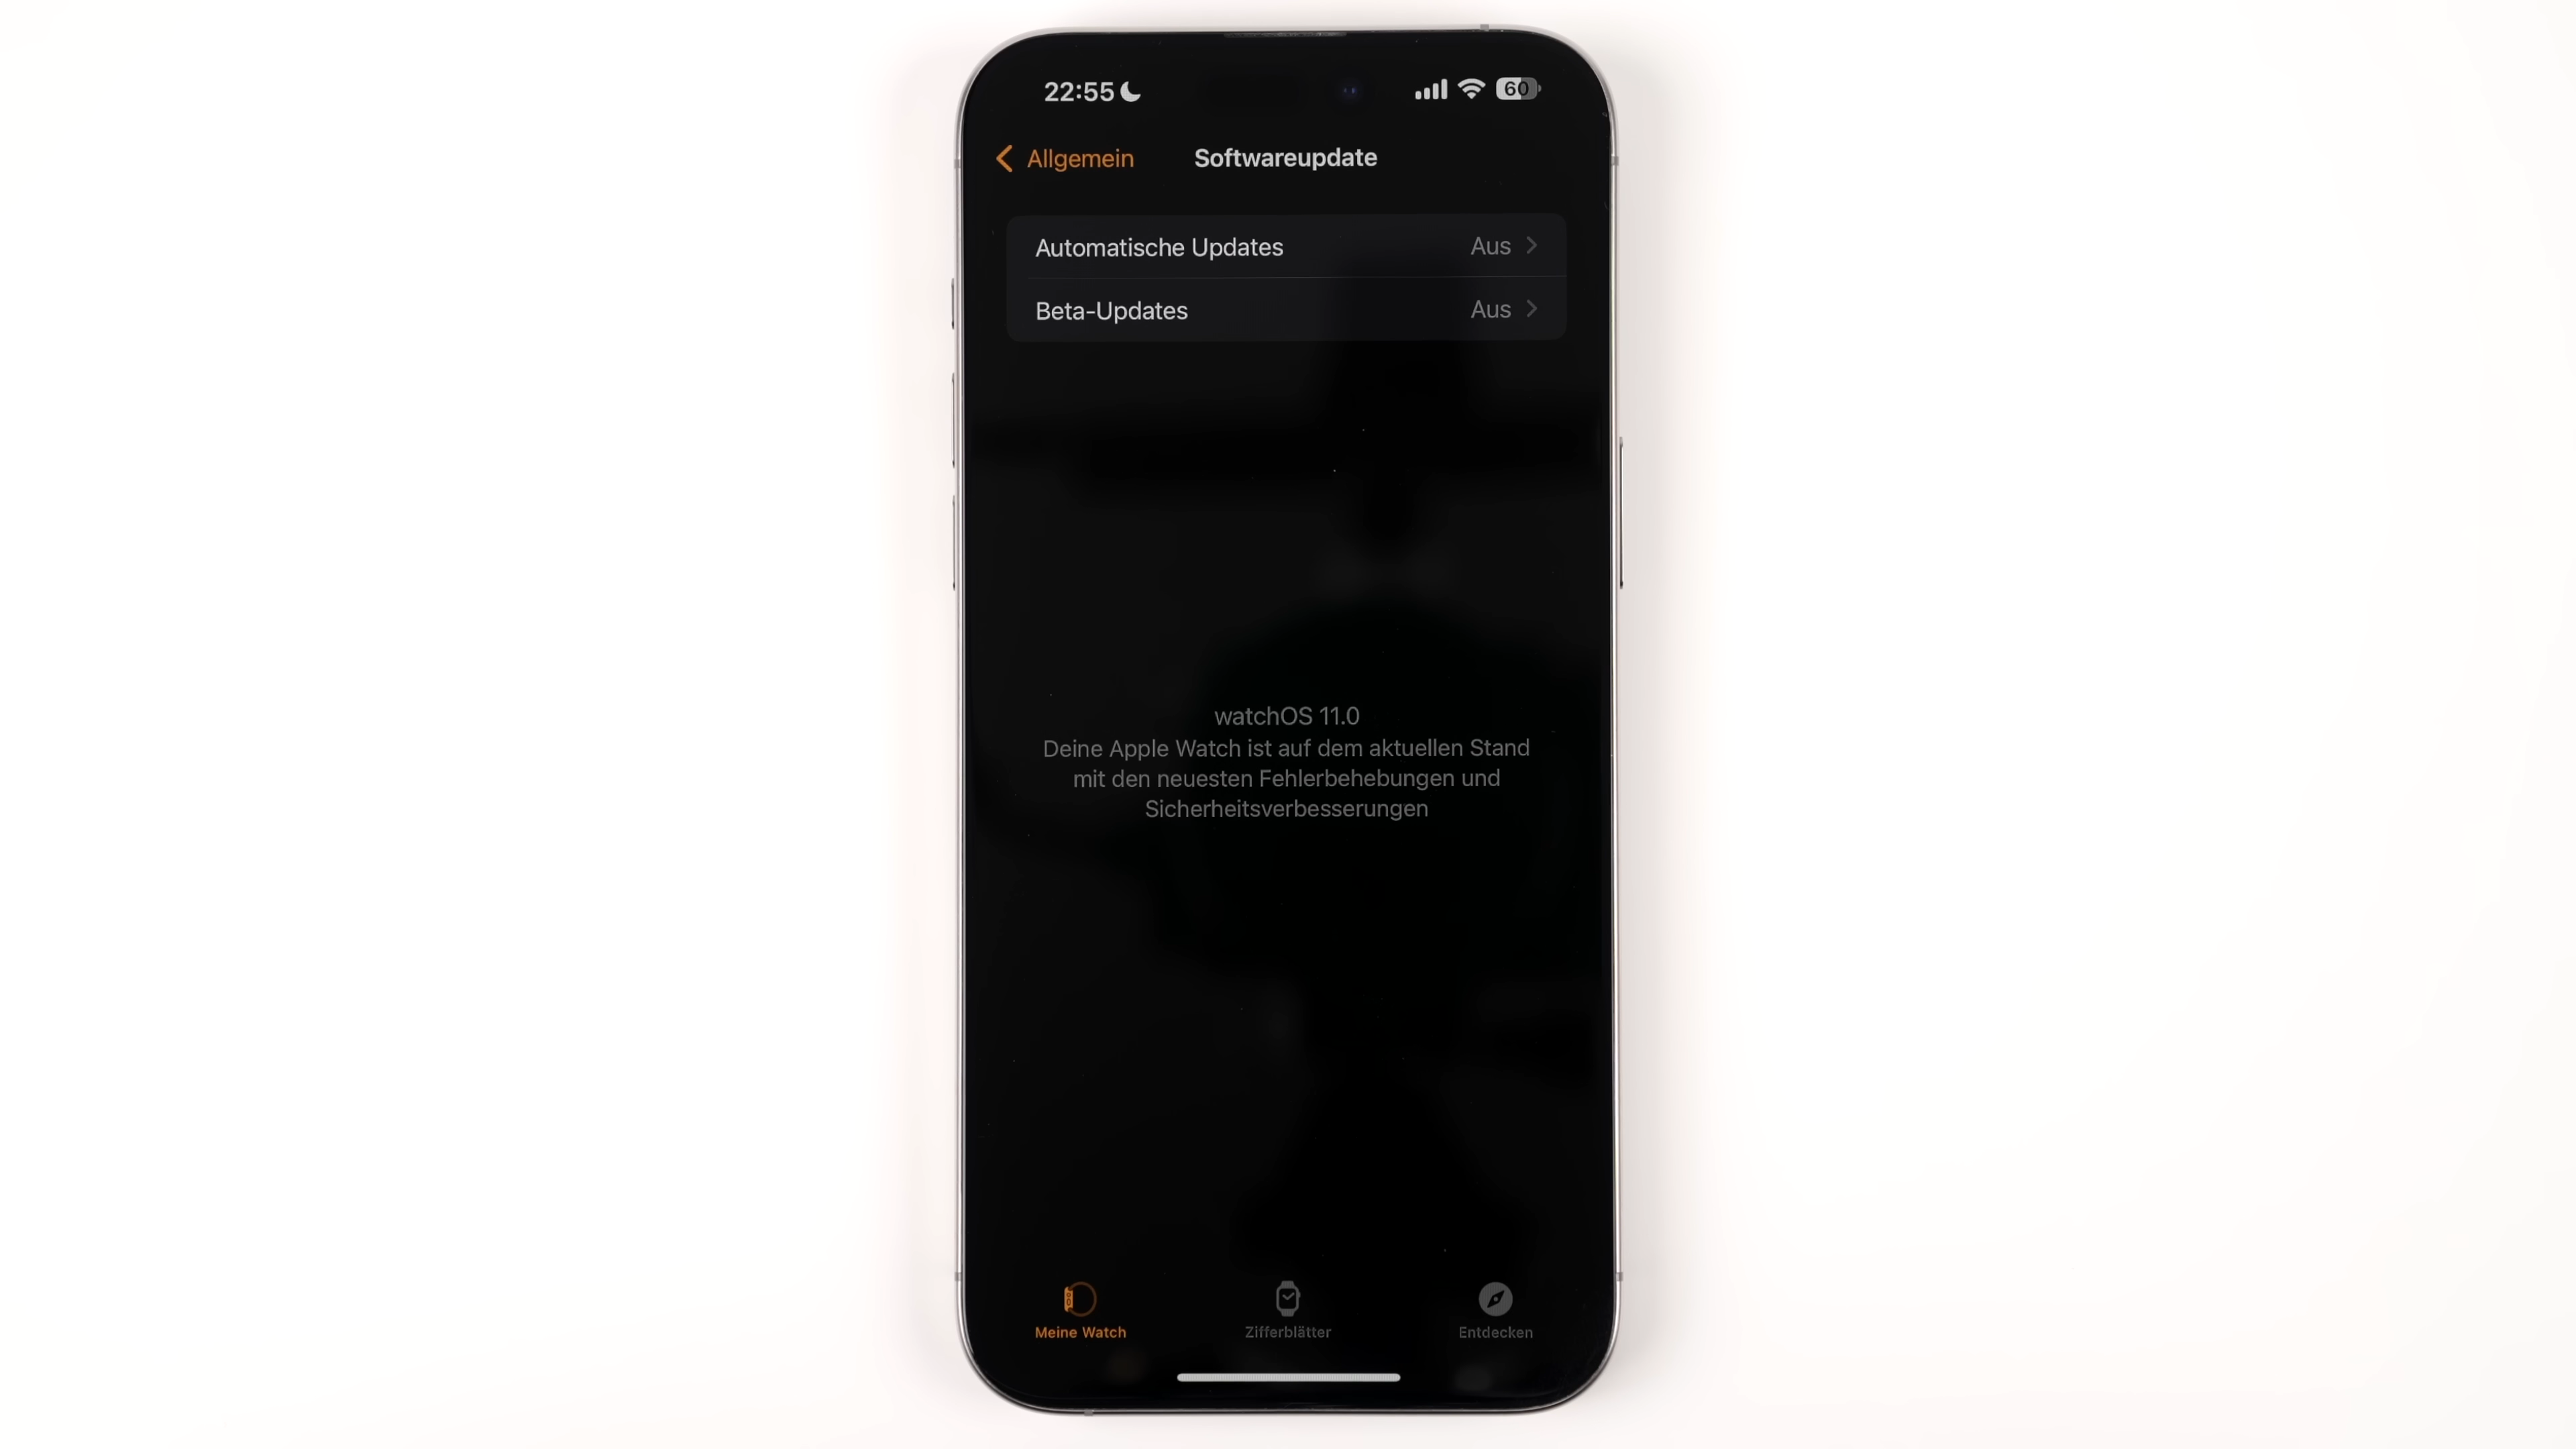 22:55
60
Allgemein
Softwareupdate
Automatische Updates
Aus
Beta-Updates
Aus
watchOS 11.0
Deine Apple Watch ist auf dem aktuellen Stand
mit den neuesten Fehlerbehebungen und
Sicherheitsverbesserungen
Meine Watch
Zifferblätter
Entdecken